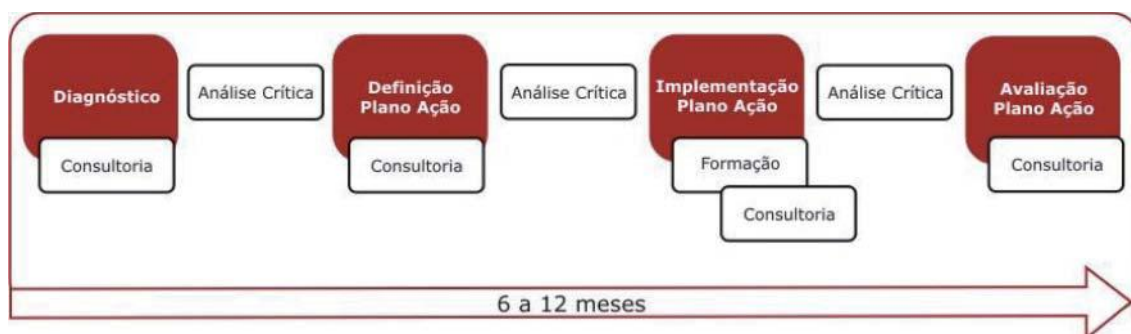 Diagnóstico
Consultoria
Análise Crítica
Definição
Plano Ação
Consultoria
Análise Crítica
Implementação
Plano Ação
Formação
Consultoria
Análise Crítica
Avaliação
Plano Ação
Consultoria
6 a 12 meses